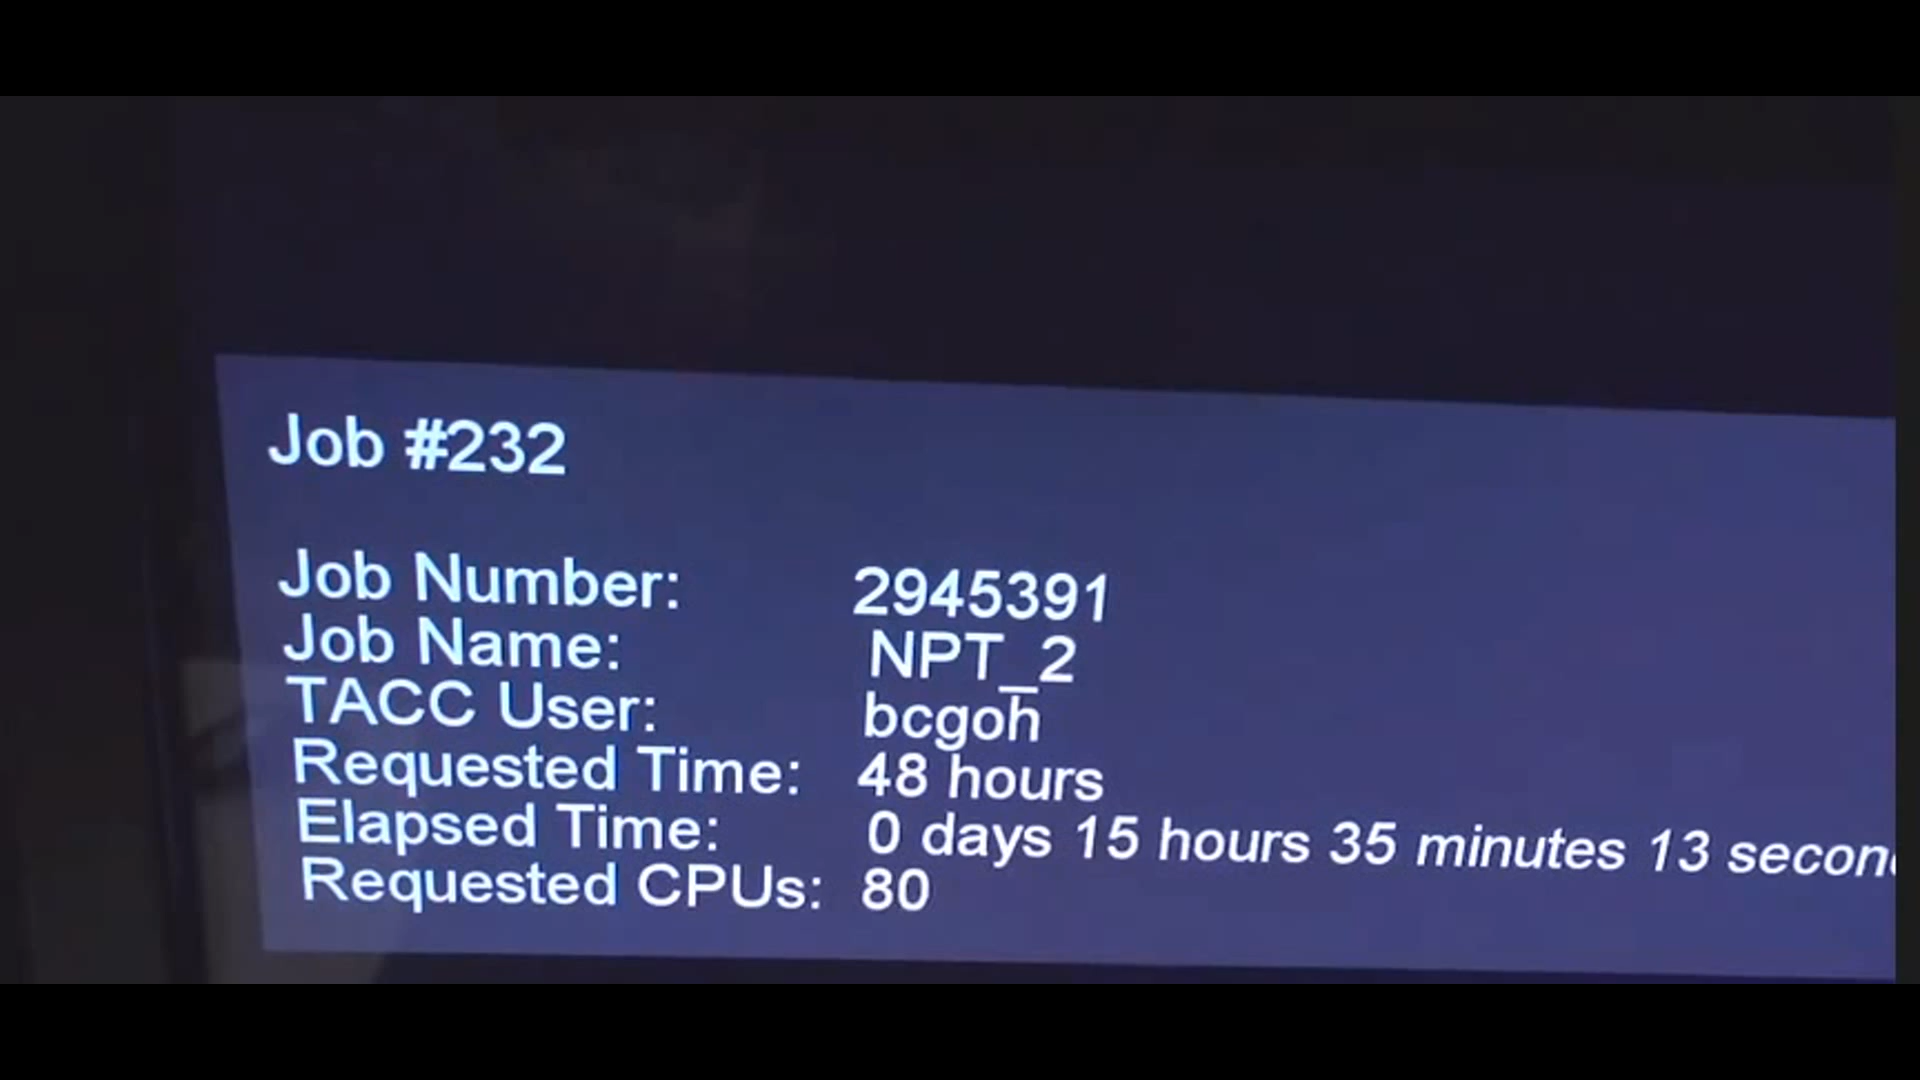 Job #232
Job Number: 2945391
Job Name: NPT_2
TACC User: bcgoh
Requested Time: 48 hours
Elapsed Time: 0 days 15 hours 35 minutes 13 secon
Requested CPUs: 80